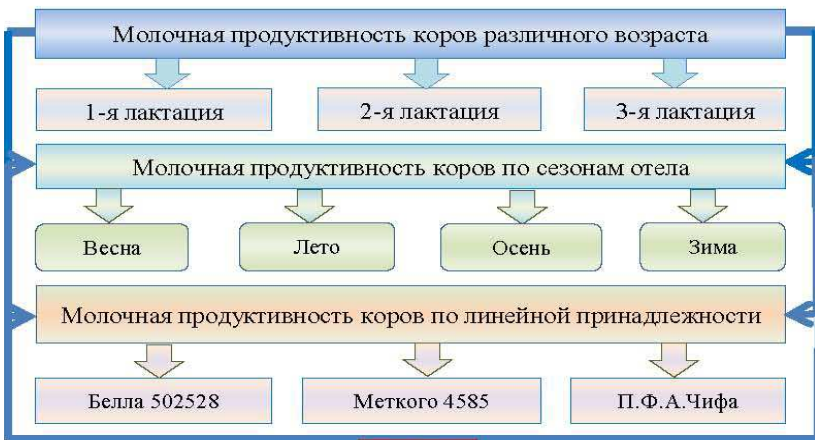 Молочная продуктивность коров различного возраста
1-я лактация
2-я лактация
3-я лактация
Молочная продуктивность коров по сезонам отела
Весна
Лето
Осень
Зима
Молочная продуктивность коров по линейной принадлежности
Белла 502528
Меткого 4585
П.Ф.А.Чифа